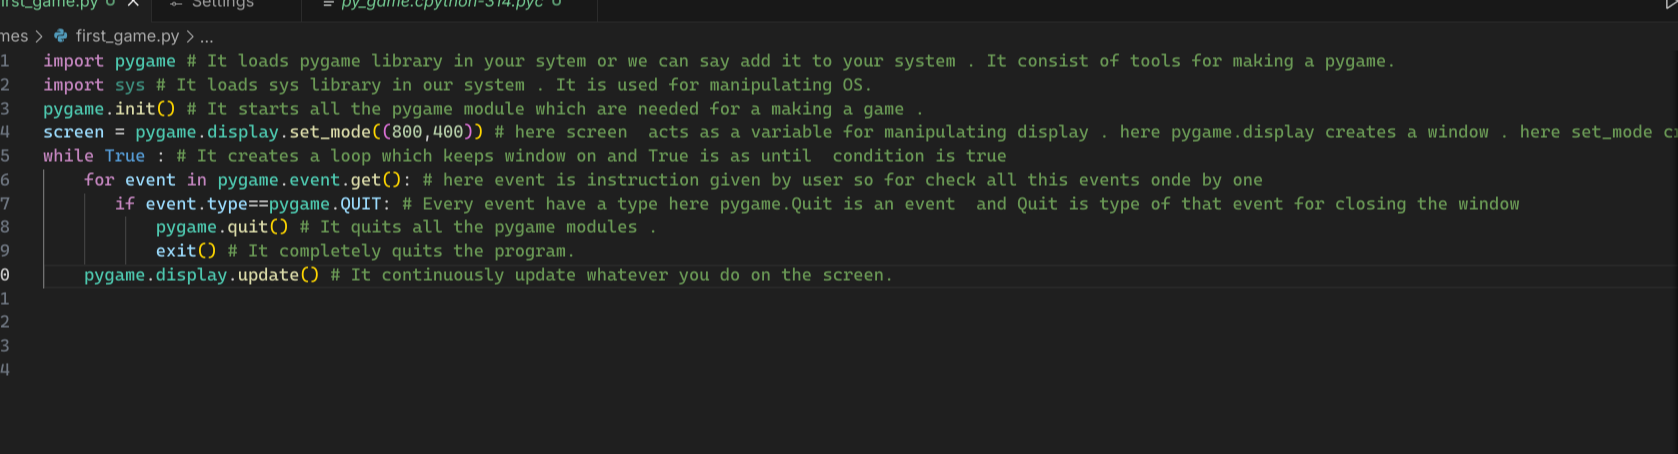 first_game.py
Settings
py_game.cpython-314.pyc
mes > first_game.py > ...
1 import pygame # It loads pygame library in your sytem or we can say add it to your system . It consist of tools for making a pygame.
2 import sys # It loads sys library in our system . It is used for manipulating OS.
3 pygame.init() # It starts all the pygame module which are needed for a making a game .
4 screen = pygame.display.set_mode((800,400)) # here screen  acts as a variable for manipulating display . here pygame.display creates a window . here set_mode
5 while True : # It creates a loop which keeps window on and True is as until  condition is true
6     for event in pygame.event.get(): # here event is instruction given by user so for check all this events onde by one
7        if event.type==pygame.QUIT: # Every event have a type here pygame.Quit is an event  and Quit is type of that event for closing the window
8            pygame.quit() # It quits all the pygame modules .
9            exit() # It completely quits the program.
0     pygame.display.update() # It continuously update whatever you do on the screen.
1
2
3
4